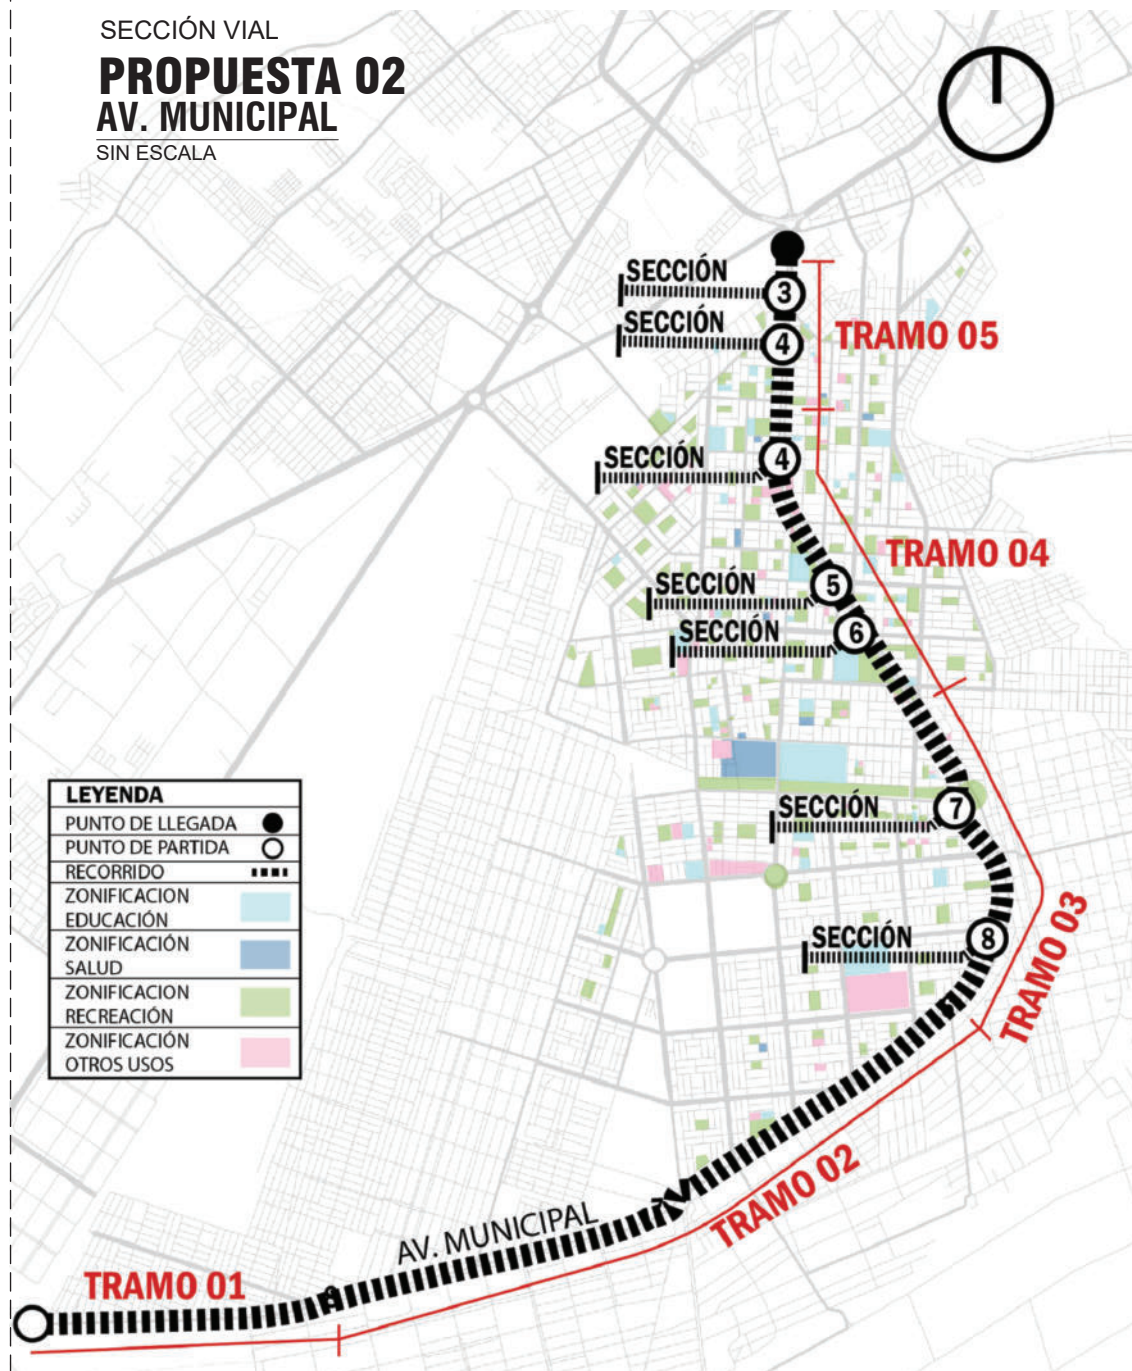 SECCIÓN VIAL
PROPUESTA 02
AV. MUNICIPAL
SIN ESCALA
SECCIÓN
3
SECCIÓN
4
TRAMO 05
SECCIÓN
4
TRAMO 04
SECCIÓN
5
SECCIÓN
6
SECCIÓN
7
SECCIÓN
8
TRAMO 03
LEYENDA
PUNTO DE LLEGADA
PUNTO DE PARTIDA
RECORRIDO
ZONIFICACION
EDUCACIÓN
ZONIFICACIÓN
SALUD
ZONIFICACION
RECREACIÓN
ZONIFICACIÓN
OTROS USOS
TRAMO 02
AV. MUNICIPAL
TRAMO 01